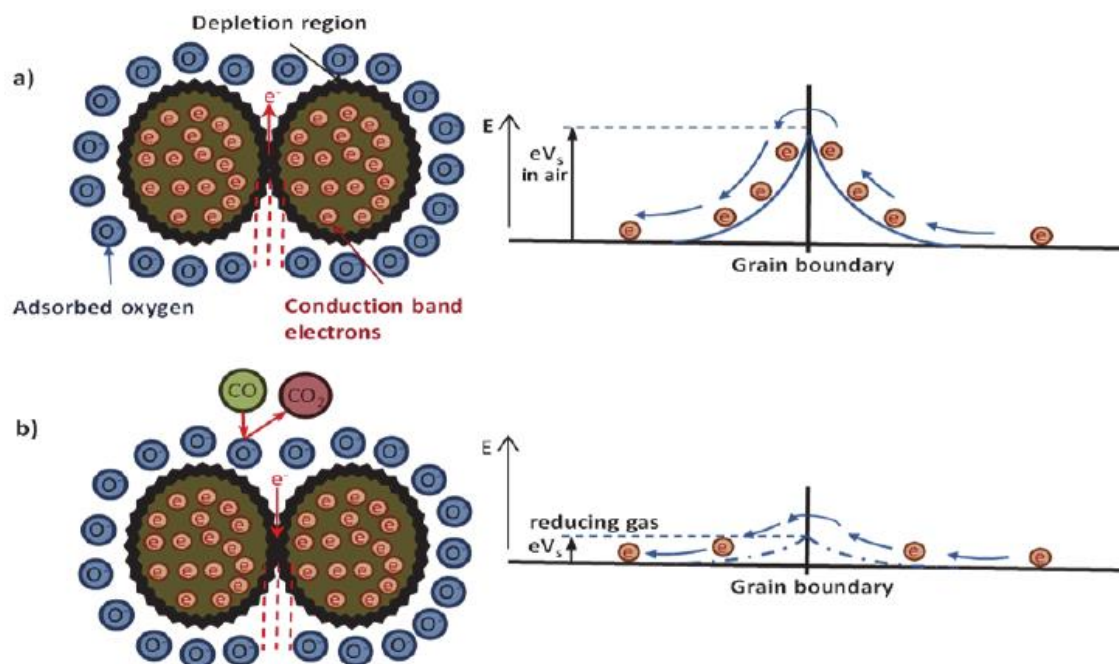 Depletion region
a)
O⁻ O⁻ O⁻ O⁻ O⁻ O⁻ O⁻ O⁻ O⁻ O⁻ O⁻ O⁻ O⁻ O⁻ O⁻ O⁻ O⁻ O⁻ O⁻ O⁻ O⁻
e⁻
e e e e e e e e e e e e e e e
e e e e e e e e e e e e e e e
Adsorbed oxygen
Conduction band
electrons
E
eVₛ
in air
e e e e e e e e
Grain boundary
CO
CO₂
b)
O⁻ O⁻ O⁻ O⁻ O⁻ O⁻ O⁻ O⁻ O⁻ O⁻ O⁻ O⁻ O⁻ O⁻ O⁻ O⁻ O⁻ O⁻ O⁻ O⁻ O⁻
e⁻
e e e e e e e e e e e e e e e
e e e e e e e e e e e e e e e
E
reducing gas
eVₛ
e e e e
Grain boundary